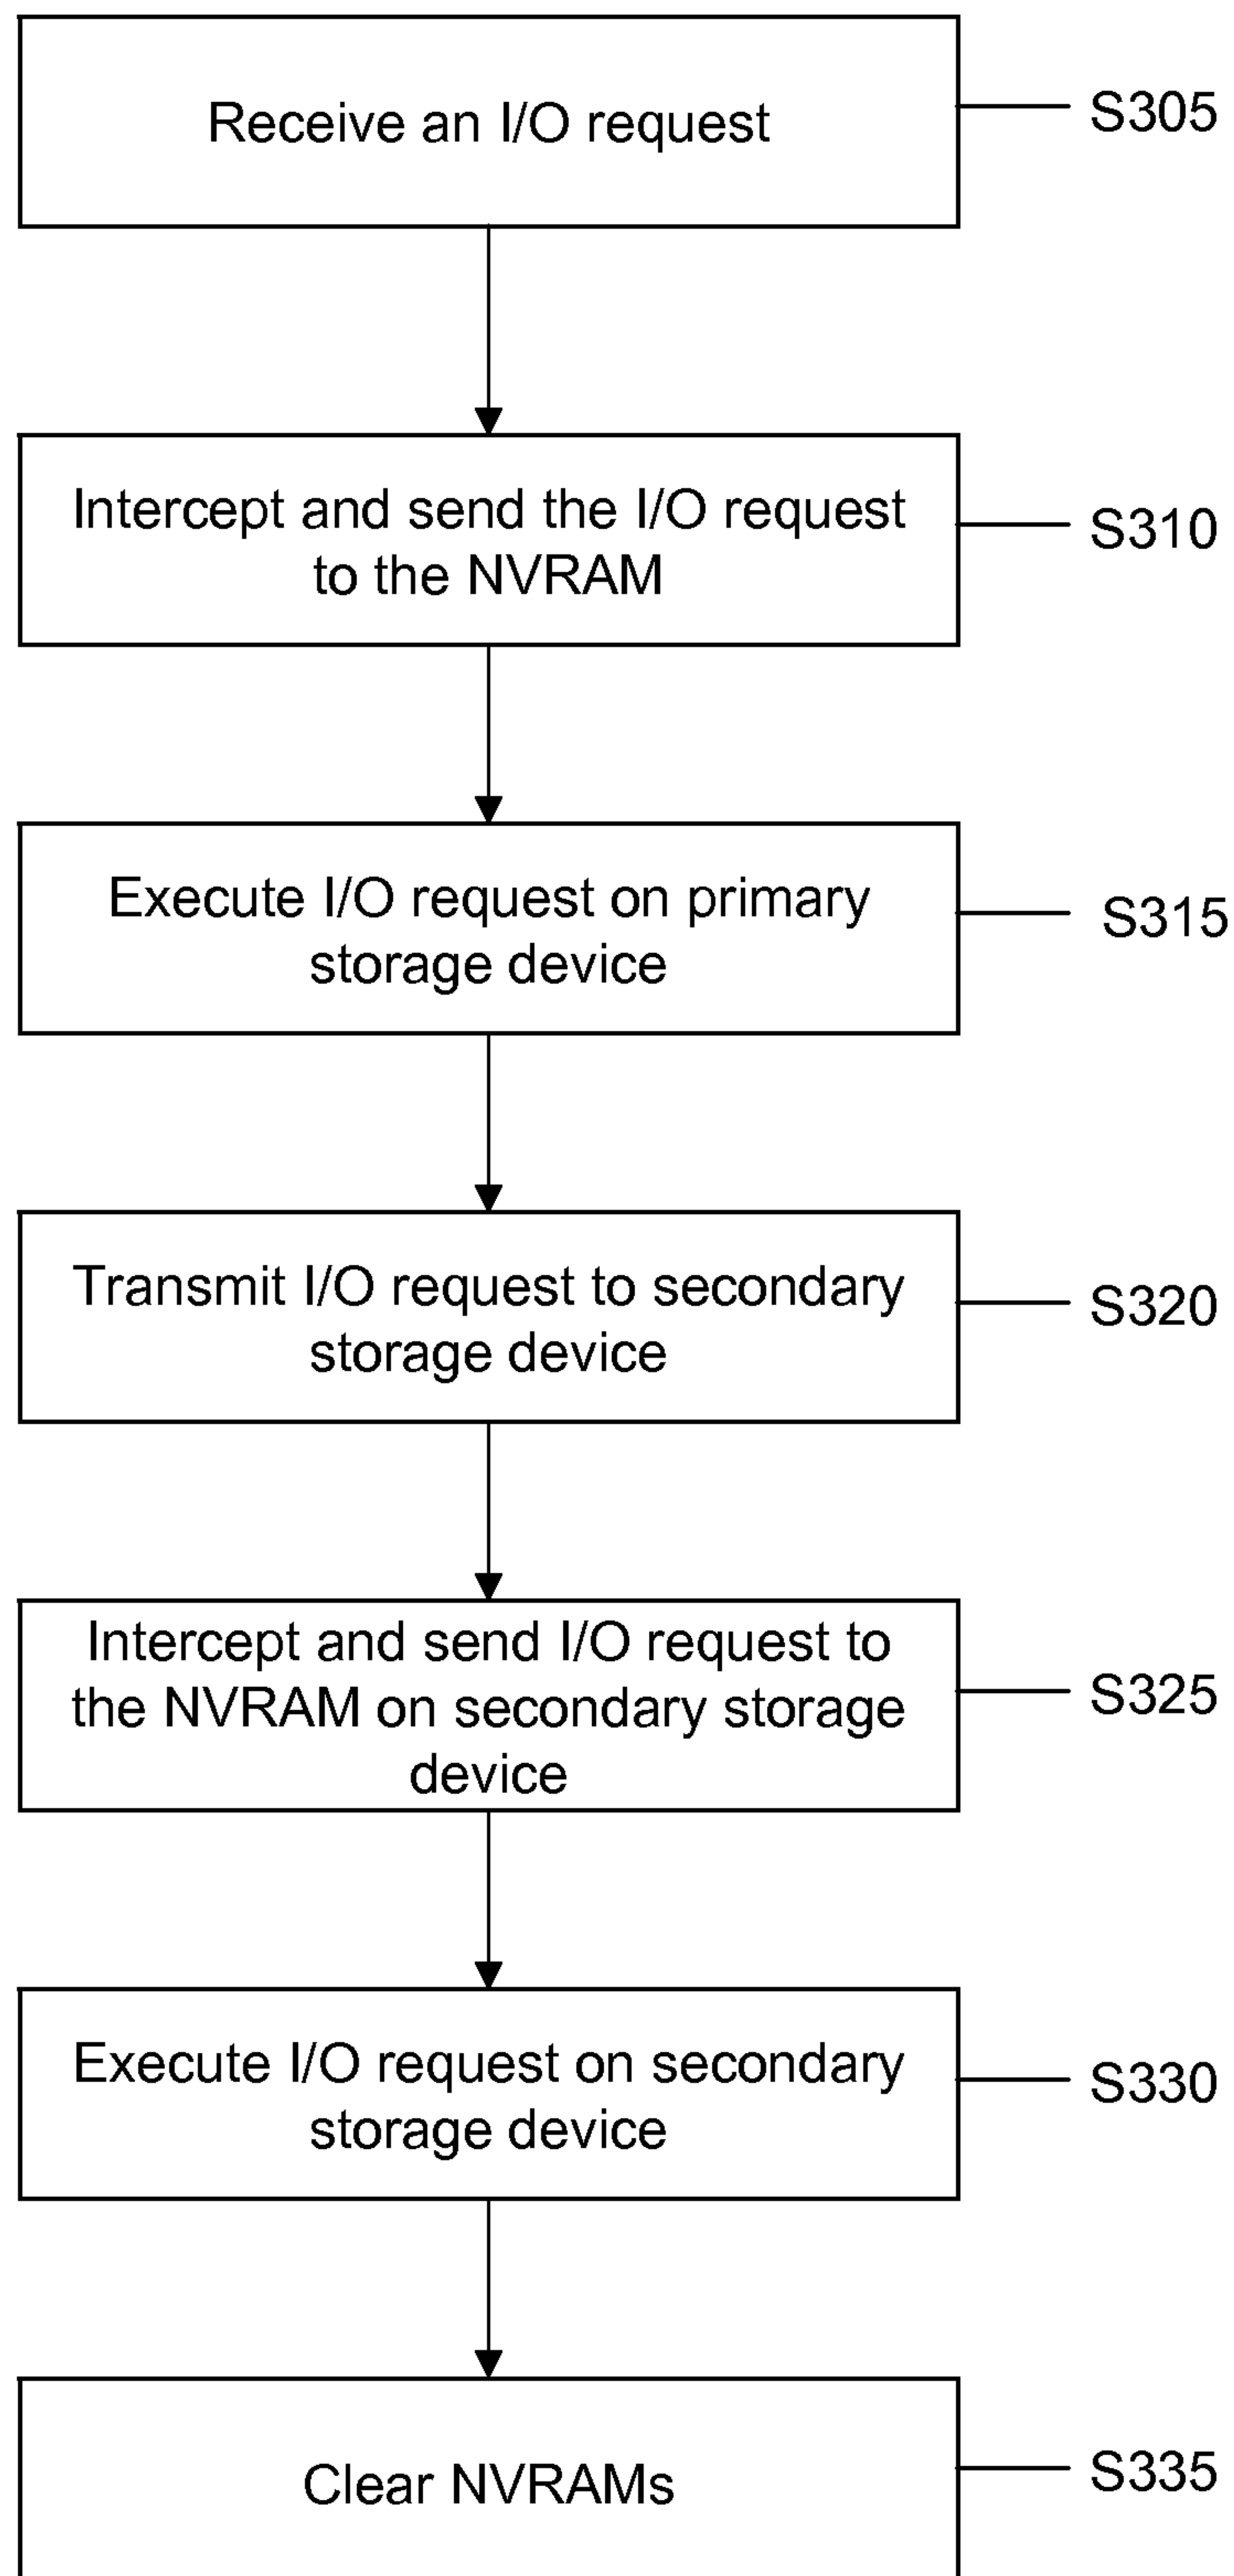 Receive an I/O request
S305
Intercept and send the I/O request
to the NVRAM
S310
Execute I/O request on primary
storage device
S315
Transmit I/O request to secondary
storage device
S320
Intercept and send I/O request to
the NVRAM on secondary storage
device
S325
Execute I/O request on secondary
storage device
S330
Clear NVRAMs
S335